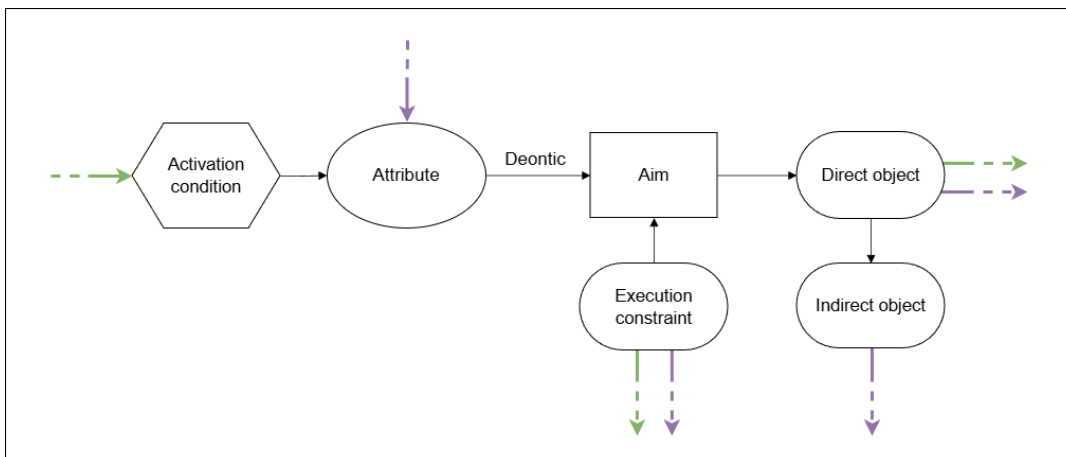 Activation
condition
Attribute
Deontic
Aim
Direct object
Execution
constraint
Indirect object